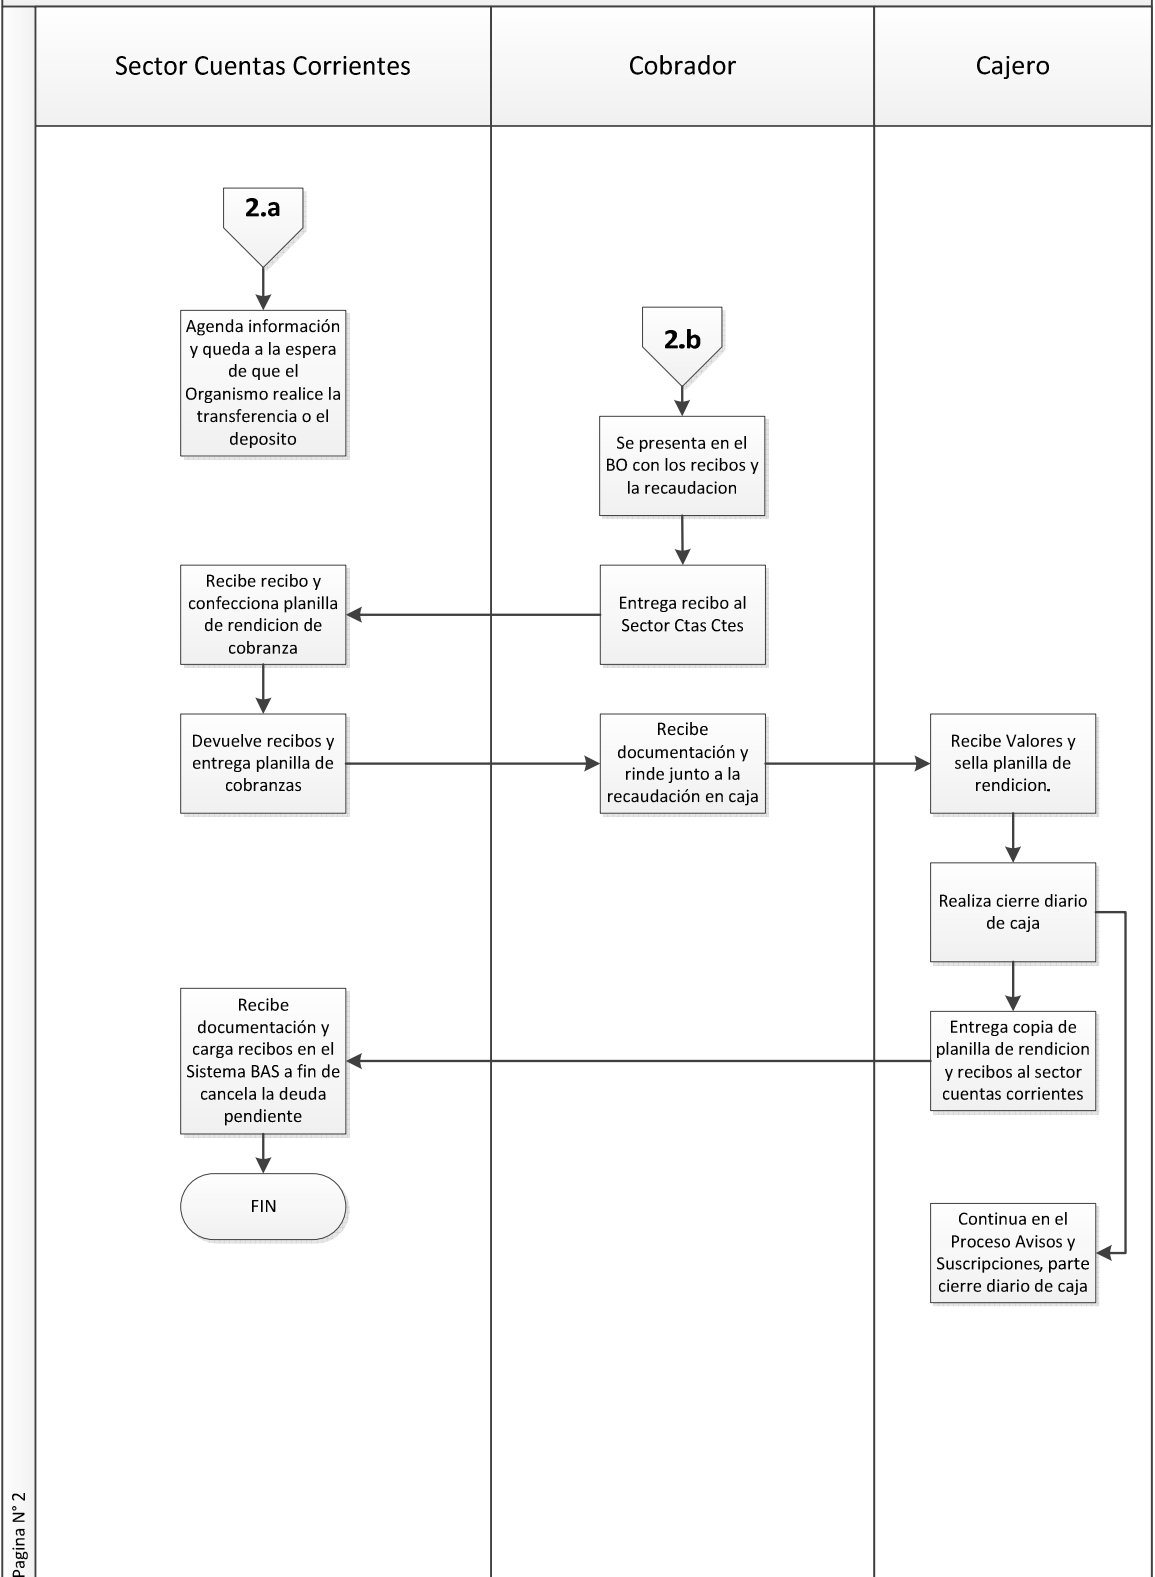 Sector Cuentas Corrientes
Cobrador
Cajero
2.a
Agenda información
y queda a la espera
de que el
Organismo realice la
transferencia o el
deposito
2.b
Se presenta en el
BO con los recibos y
la recaudacion
Recibe recibo y
confecciona planilla
de rendicion de
cobranza
Entrega recibo al
Sector Ctas Ctes
Devuelve recibos y
entrega planilla de
cobranzas
Recibe
documentación y
rinde junto a la
recaudación en caja
Recibe Valores y
sella planilla de
rendicion.
Realiza cierre diario
de caja
Recibe
documentación y
carga recibos en el
Sistema BAS a fin de
cancela la deuda
pendiente
Entrega copia de
planilla de rendicion
y recibos al sector
cuentas corrientes
FIN
Continua en el
Proceso Avisos y
Suscripciones, parte
cierre diario de caja
Pagina N° 2